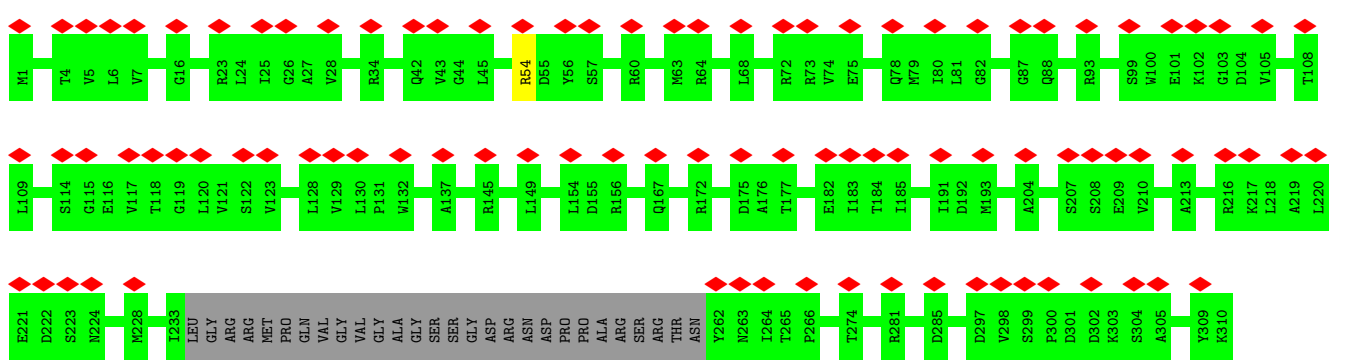 M1 T4 V5 L6 V7 G16 R23 L24 I25 G26 A27 V28 R34 Q42 V43 G44 L45 R54 D55 Y56 S57 R60 M63 R64 L68 R72 R73 V74 E75 Q78 M79 I80 L81 G82 G87 Q88 R93 S99 W100 E101 K102 G103 D104 V105 T108
L109 S114 G115 E116 V117 T118 G119 L120 V121 S122 V123 L128 V129 L130 P131 W132 A137 R145 L149 L154 D155 R156 Q167 R172 D175 A176 T177 E182 I183 T184 I185 I191 D192 M193 A204 S207 S208 E209 V210 A213 R216 K217 L218 A219 L220
E221 D222 S223 N224 M228 I233 LEU GLY ARG ARG MET PRO GLN VAL GLY VAL GLY ALA GLY SER SER GLY ASP ARG ASN ASP PRO PRO ALA ARG SER ARG THR ASN Y262 N263 I264 T265 P266 T274 R281 D285 D297 V298 S299 P300 D301 D302 K303 S304 A305 Y309 K310